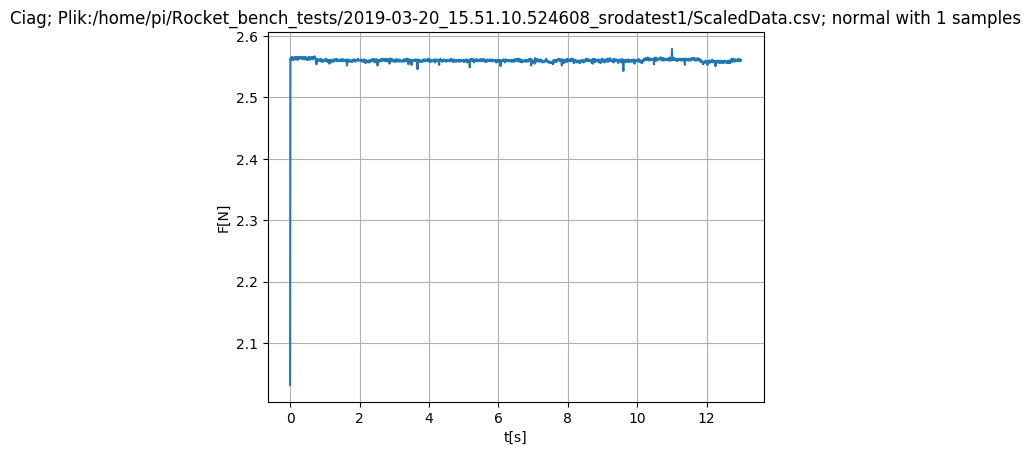 Ciag; Plik:/home/pi/Rocket_bench_tests/2019-03-20_15.51.10.524608_srodatest1/ScaledData.csv; normal with 1 samples
2.6
2.5
2.4
2.3
2.2
2.1
F[N]
0 2 4 6 8 10 12
t[s]